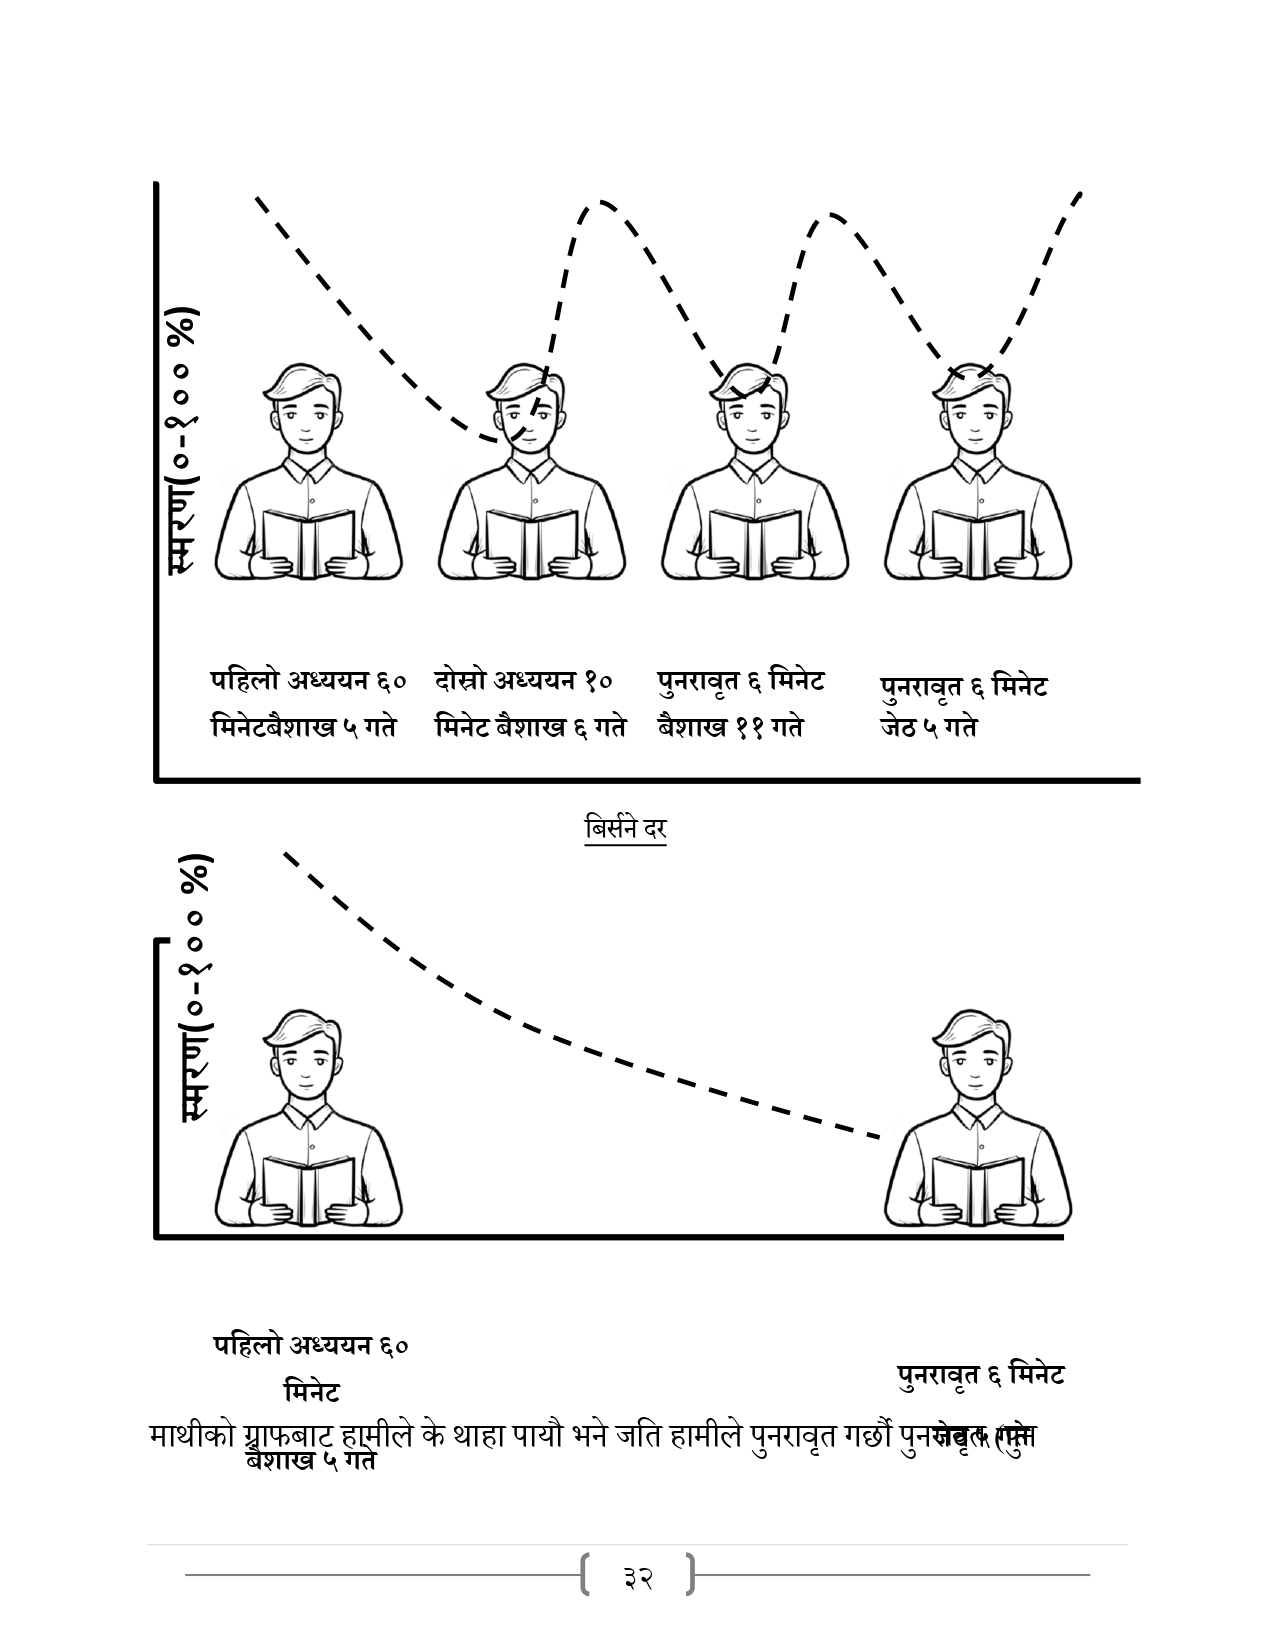 स्मरण(०-१०० %)
पहिलो अध्ययन ६०
मिनेटबैशाख ५ गते
दोस्रो अध्ययन १०
मिनेट बैशाख ६ गते
पुनरावृत ६ मिनेट
बैशाख ११ गते
पुनरावृत ६ मिनेट
जेठ ५ गते
बिर्सने दर
स्मरण(०-१०० %)
पहिलो अध्ययन ६०
मिनेट
बैशाख ५ गते
पुनरावृत ६ मिनेट
जेठ ५ गते
माथीको ग्राफबाट हामीले के थाहा पायौ भने जति हामीले पुनरावृत गर्छौ
३२